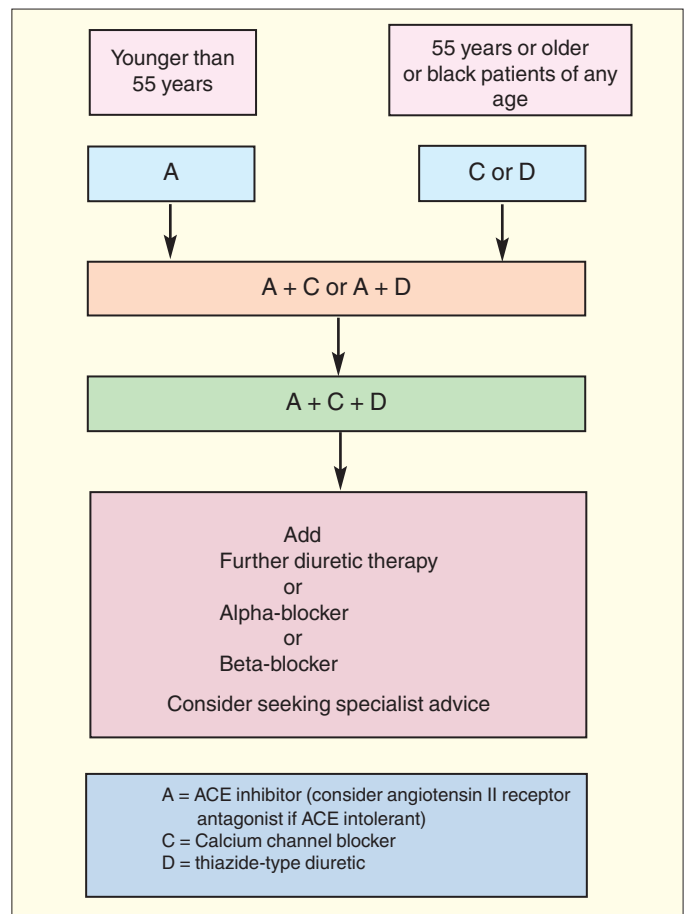 Younger than
55 years
55 years or older
or black patients of any
age
A
C or D
A + C or A + D
A + C + D
Add
Further diuretic therapy
or
Alpha-blocker
or
Beta-blocker
Consider seeking specialist advice
A = ACE inhibitor (consider angiotensin II receptor
antagonist if ACE intolerant)
C = Calcium channel blocker
D = thiazide-type diuretic